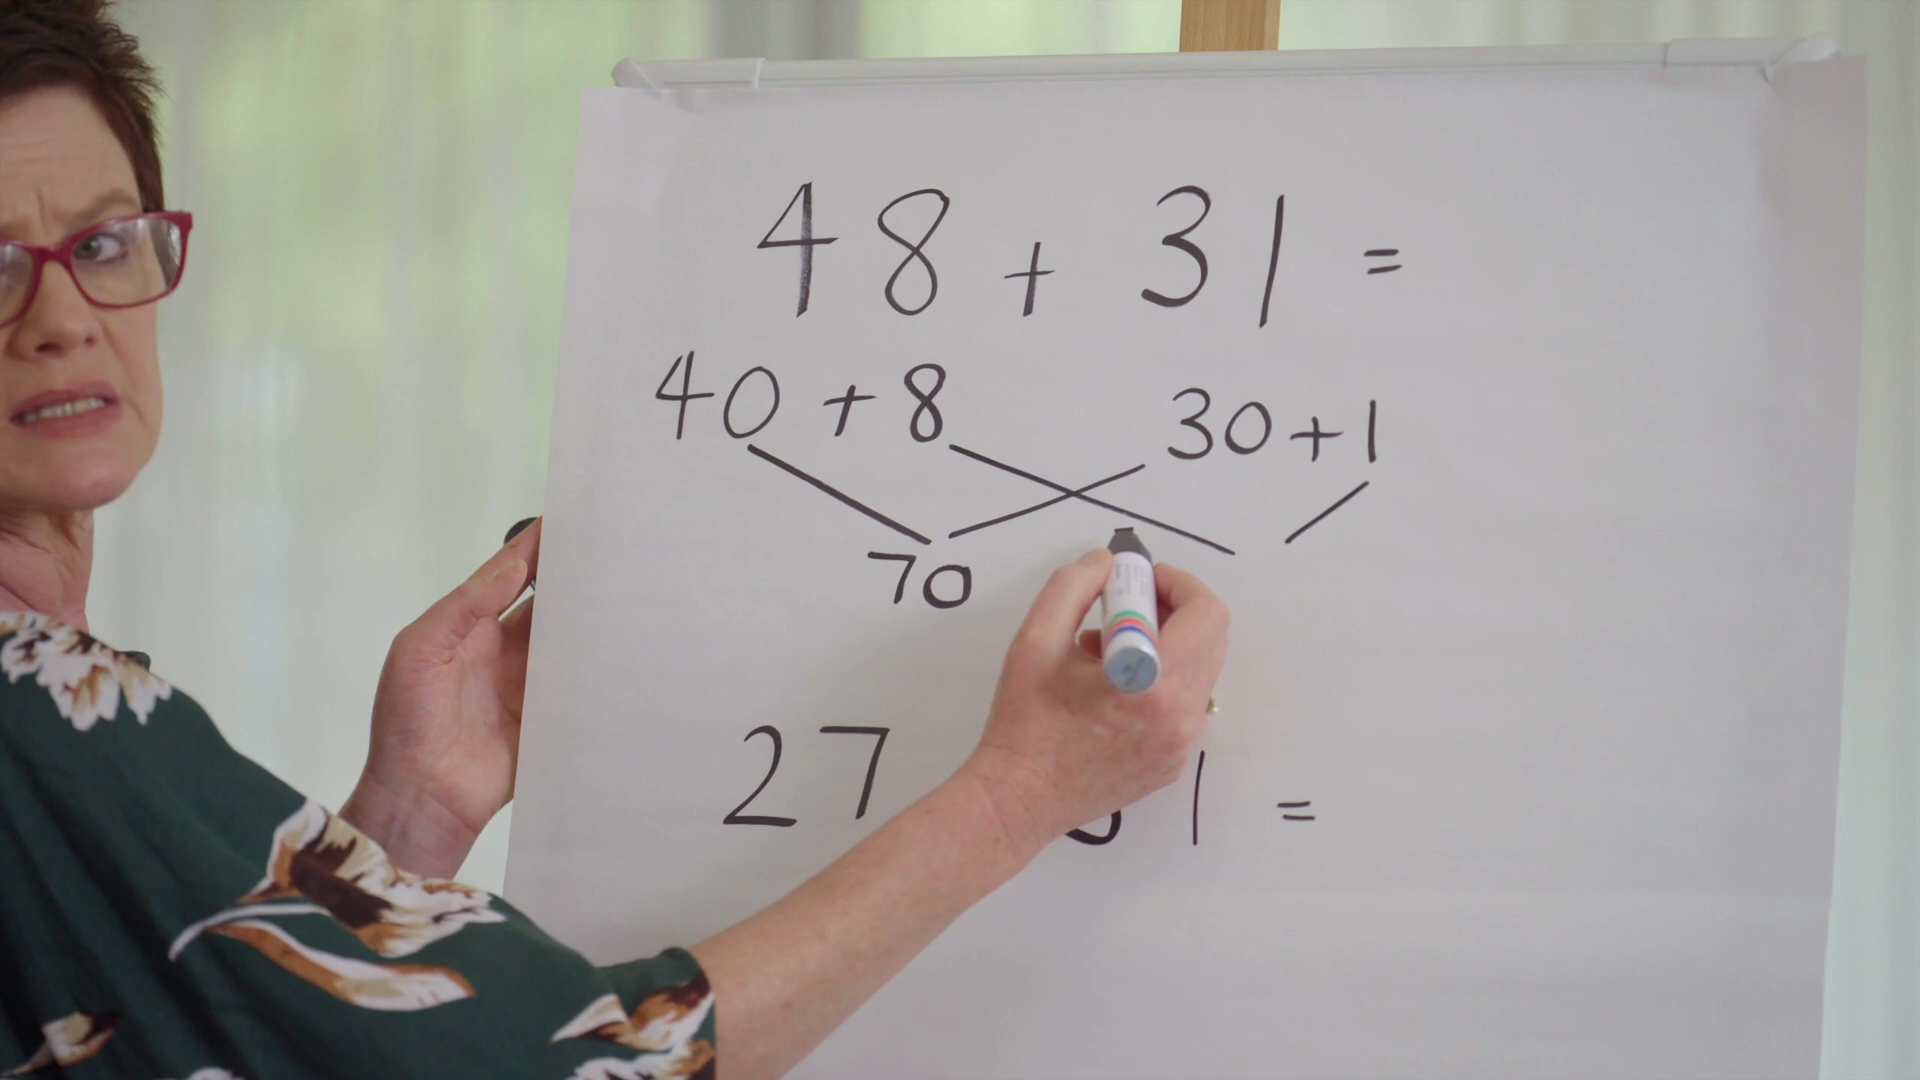 48 + 31 =
40 + 8 30 + 1
70
27 1 =